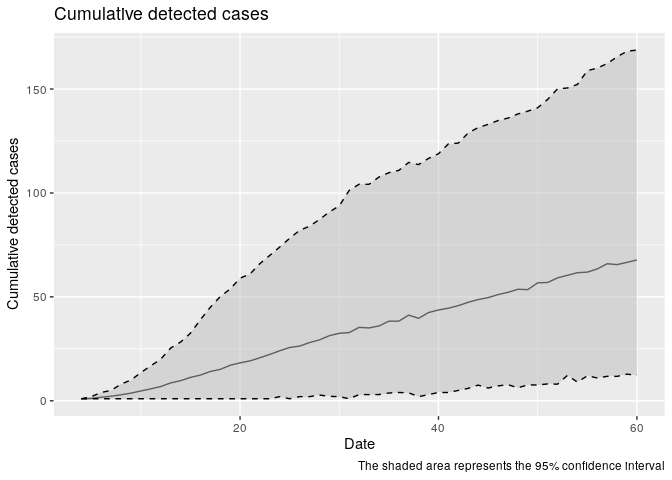 Cumulative detected cases
Cumulative detected cases
150
100
50
0
20
40
60
Date
The shaded area represents the 95% confidence interval